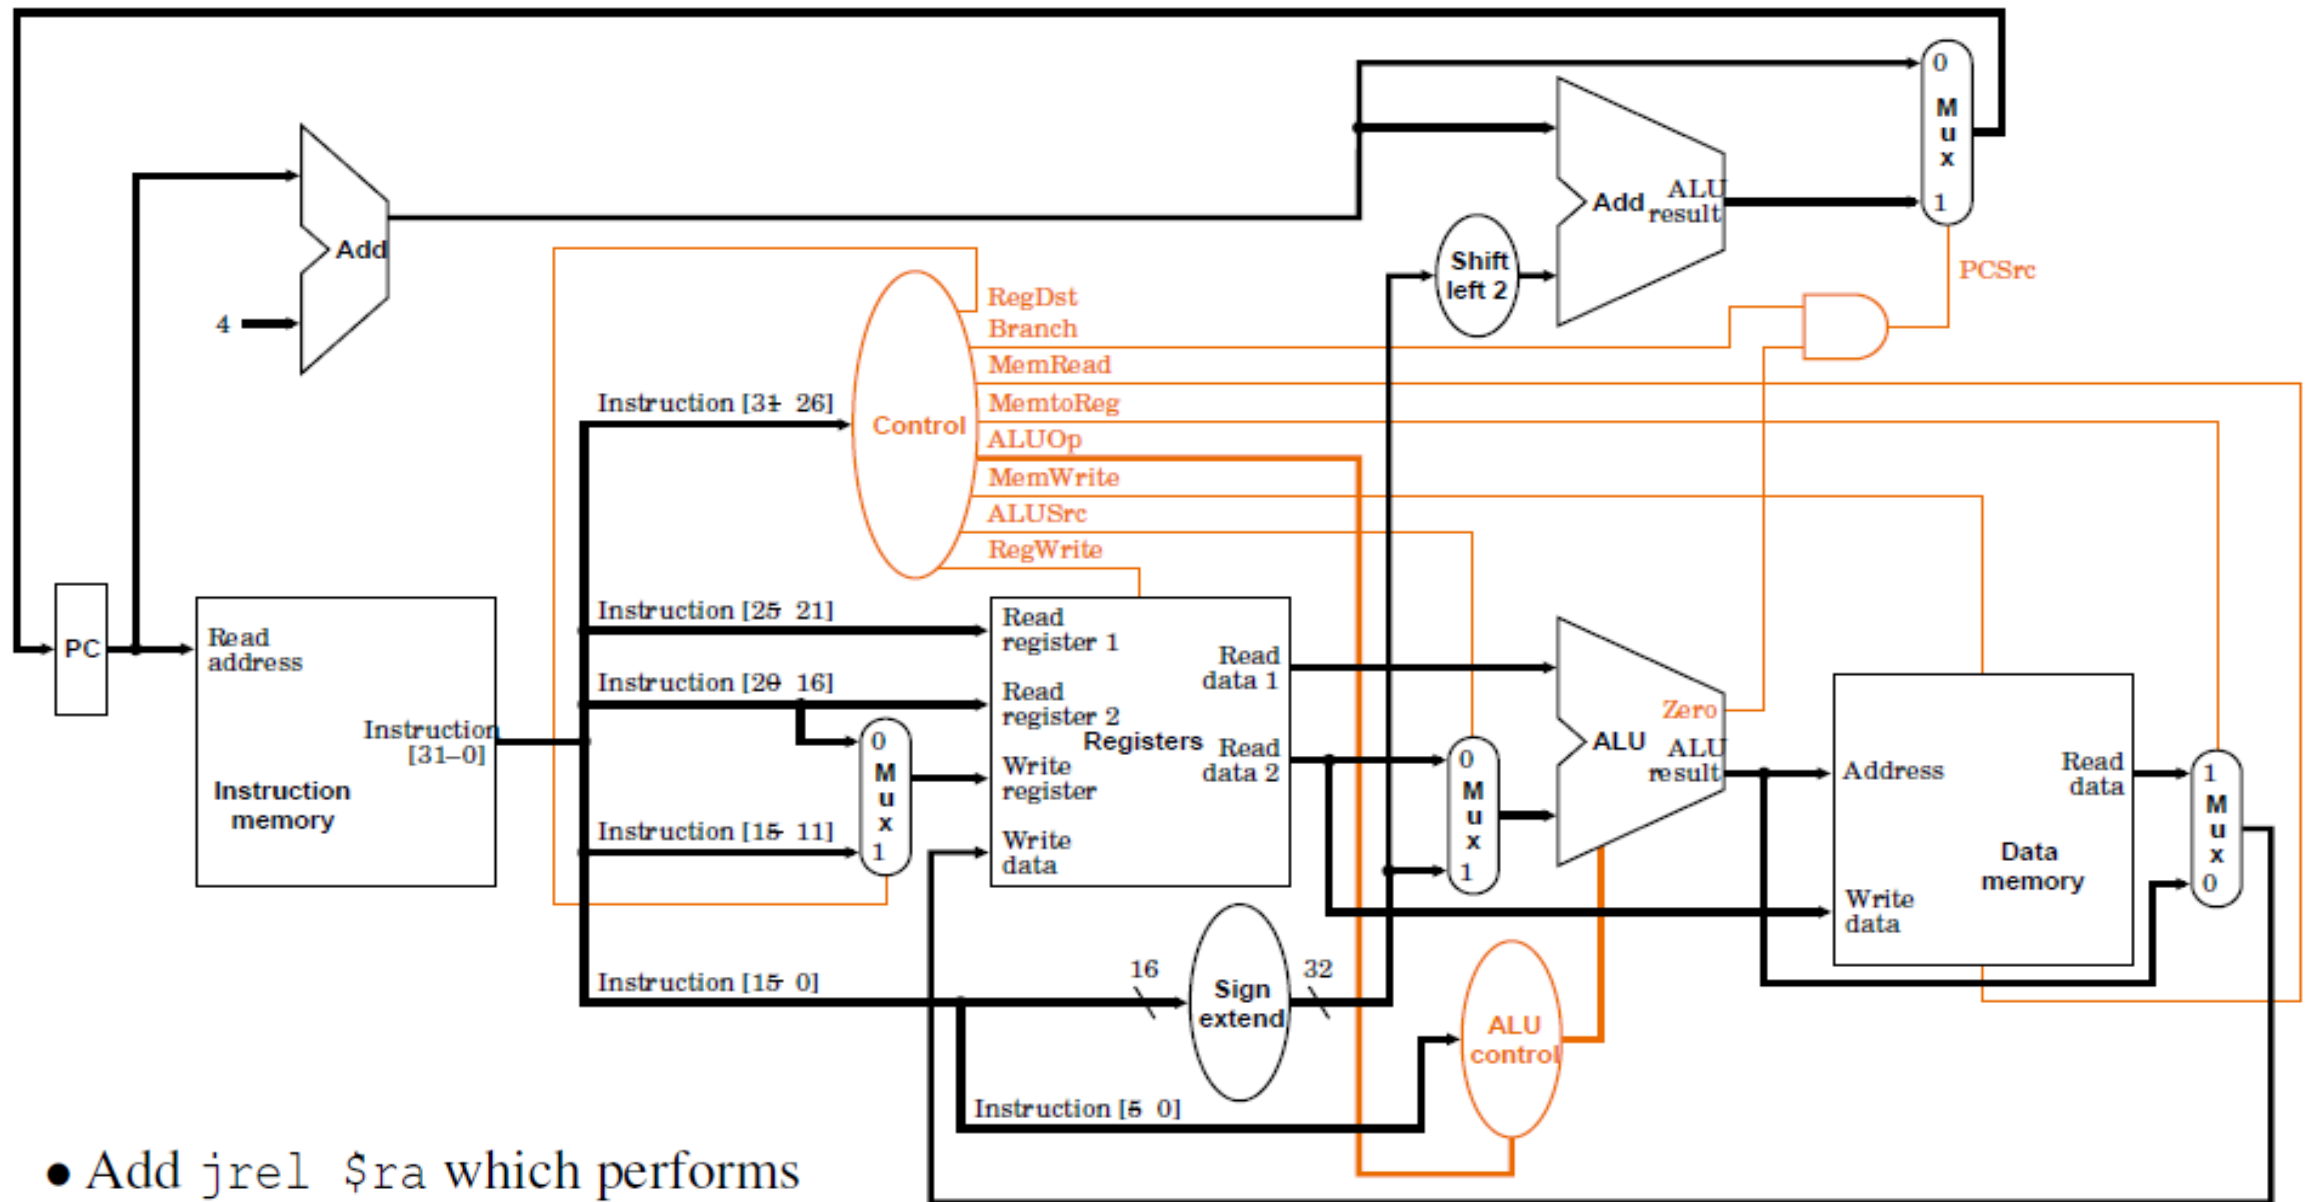 0
M
u
x
1
Add
ALU
result
Shift
left 2
PCSrc
Add
4
RegDst
Branch
MemRead
MemtoReg
ALUOp
MemWrite
ALUSrc
RegWrite
Control
Instruction [31 26]
Instruction [25 21]
Instruction [20 16]
Instruction [15 11]
Instruction [15 0]
Instruction [5 0]
PC
Read
address
Instruction
[31–0]
Instruction
memory
0
M
u
x
1
Read
register 1
Read
register 2
Write
register
Write
data
Registers
Read
data 1
Read
data 2
0
M
u
x
1
Zero
ALU
ALU
result
Address
Write
data
Read
data
Data
memory
1
M
u
x
0
16
Sign
extend
32
ALU
control
• Add jrel $ra which performs